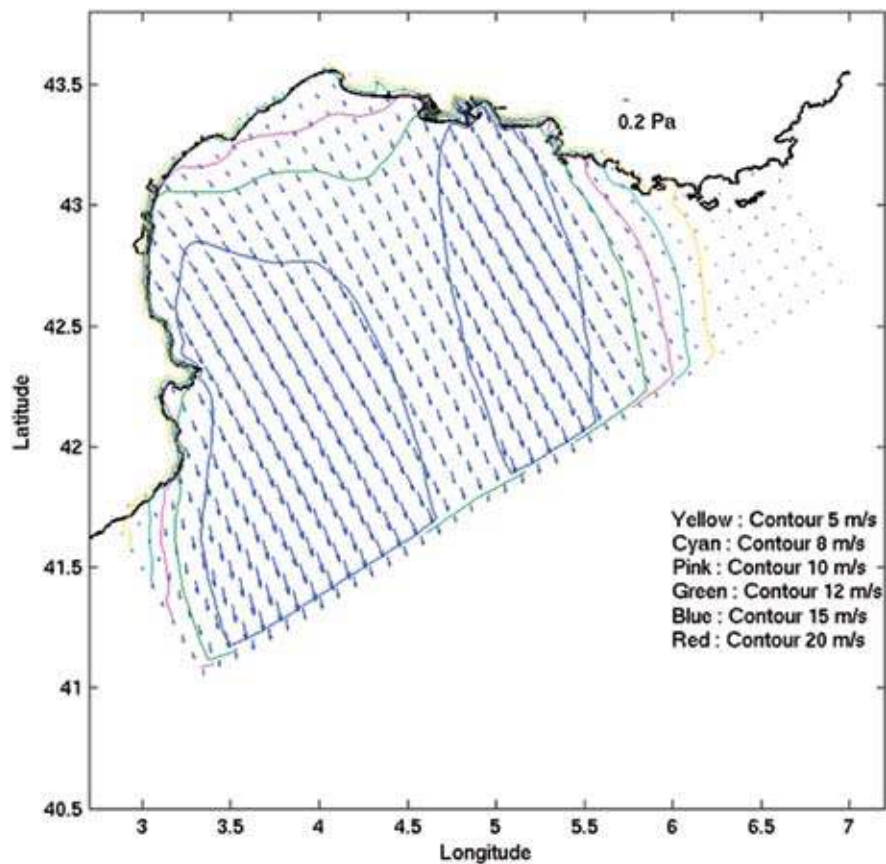 43.5
0.2 Pa
43
42.5
Latitude
42
Yellow : Contour 5 m/s
Cyan : Contour 8 m/s
41.5
Pink : Contour 10 m/s
Green : Contour 12 m/s
Blue : Contour 15 m/s
Red : Contour 20 m/s
41
40.5
3 3.5 4 4.5 5 5.5 6 6.5 7
Longitude